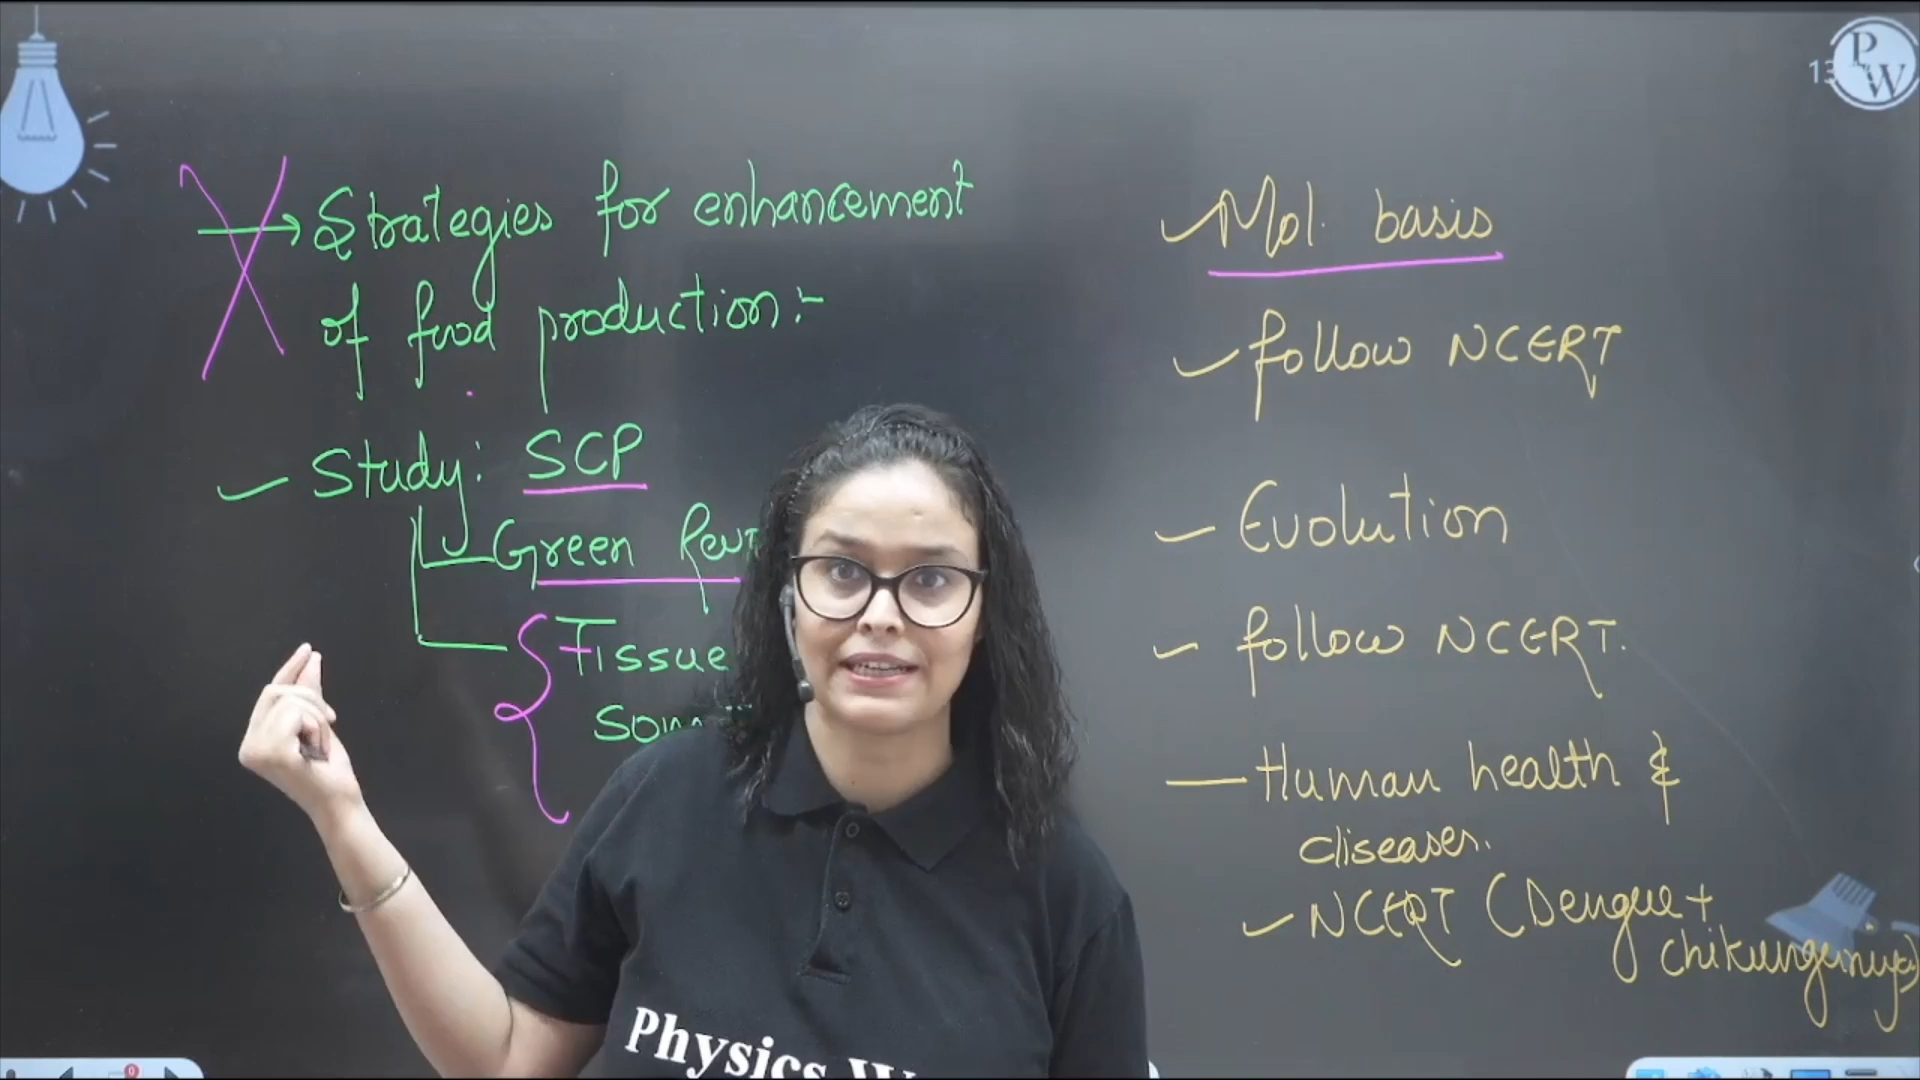 Strategies for enhancement
of food production:-
Study: SCP
Green
Tissue
Mol. basis
follow NCERT
Evolution
follow NCERT.
Human health &
diseases.
NCERT (Dengue +
chikungunya)
PW
Physics W